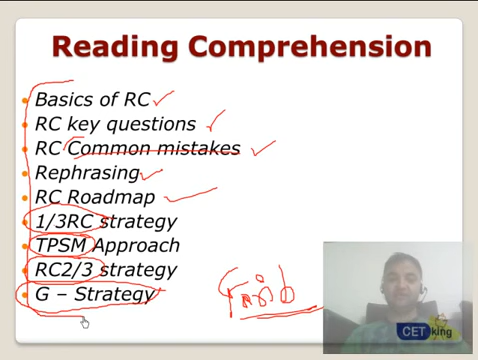 Reading Comprehension
Basics of RC
RC key questions
RC Common mistakes
Rephrasing
RC Roadmap
1/3RC strategy
TPSM Approach
RC2/3 strategy
G – Strategy
CET king